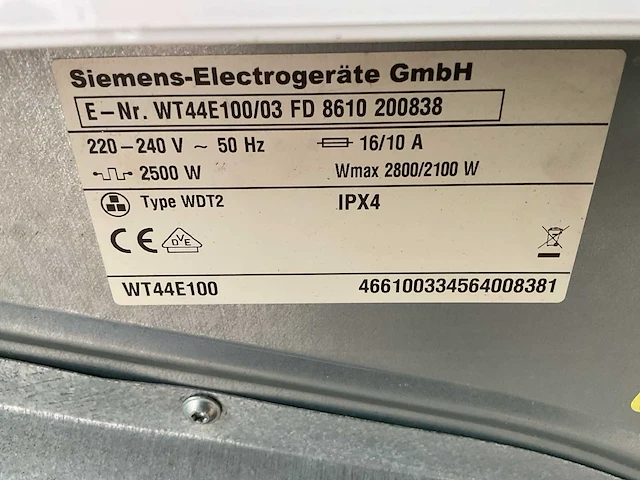 Siemens-Electrogeräte GmbH
E-Nr. WT44E100/03 FD 8610 200838
220-240 V ~ 50 Hz 16/10 A
2500 W Wmax 2800/2100 W
Type WDT2 IPX4
CE DVE
WT44E100 466100334564008381